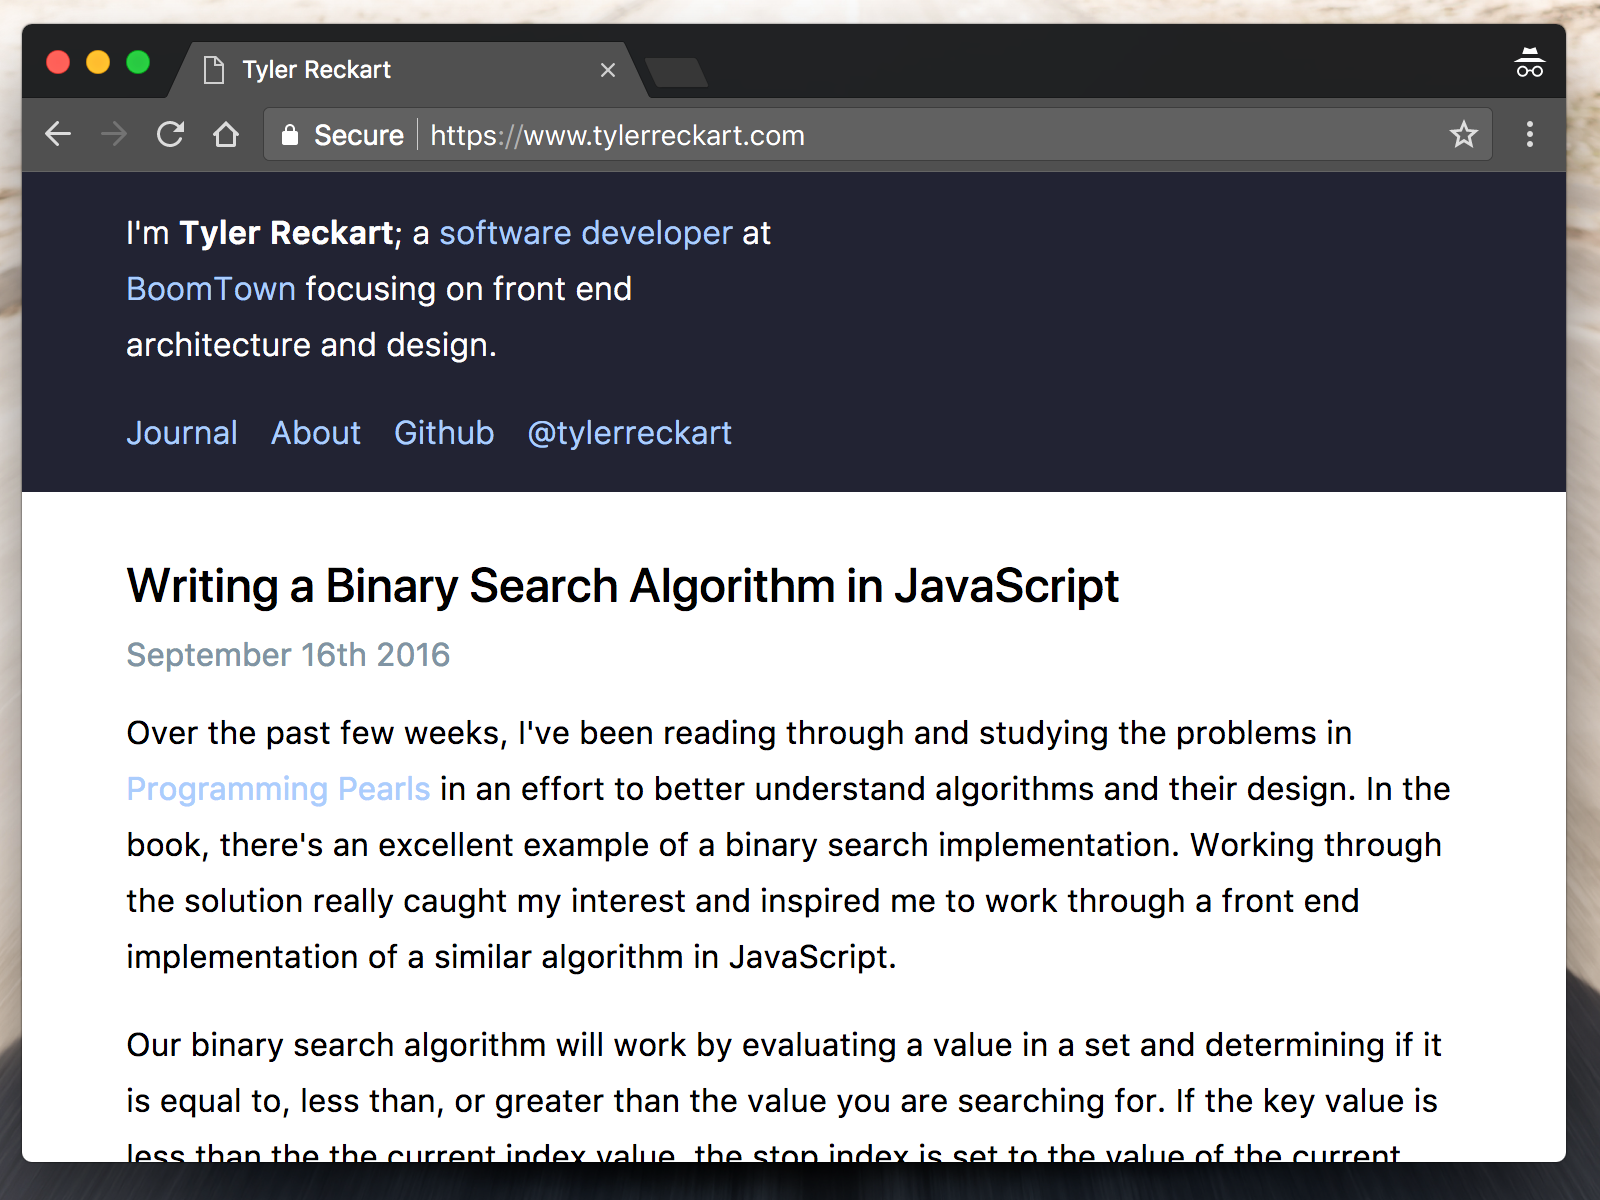 Tyler Reckart
Secure https://www.tylerreckart.com
I'm Tyler Reckart; a software developer at
BoomTown focusing on front end
architecture and design.
Journal About Github @tylerreckart
Writing a Binary Search Algorithm in JavaScript
September 16th 2016
Over the past few weeks, I've been reading through and studying the problems in
Programming Pearls in an effort to better understand algorithms and their design. In the
book, there's an excellent example of a binary search implementation. Working through
the solution really caught my interest and inspired me to work through a front end
implementation of a similar algorithm in JavaScript.
Our binary search algorithm will work by evaluating a value in a set and determining if it
is equal to, less than, or greater than the value you are searching for. If the key value is
less than the the current index value, the stop index is set to the value of the current